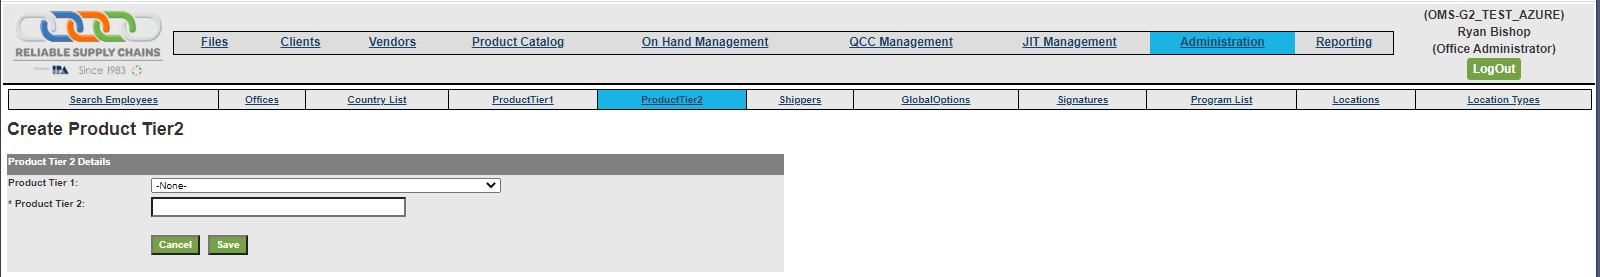 RELIABLE SUPPLY CHAINS
IPA Since 1983
Files Clients Vendors Product Catalog On Hand Management QCC Management JIT Management Administration Reporting
(OMS-G2_TEST_AZURE)
Ryan Bishop
(Office Administrator)
LogOut
Search Employees Offices Country List ProductTier1 ProductTier2 Shippers GlobalOptions Signatures Program List Locations Location Types
Create Product Tier2
Product Tier 2 Details
Product Tier 1: -None-
* Product Tier 2:
Cancel Save